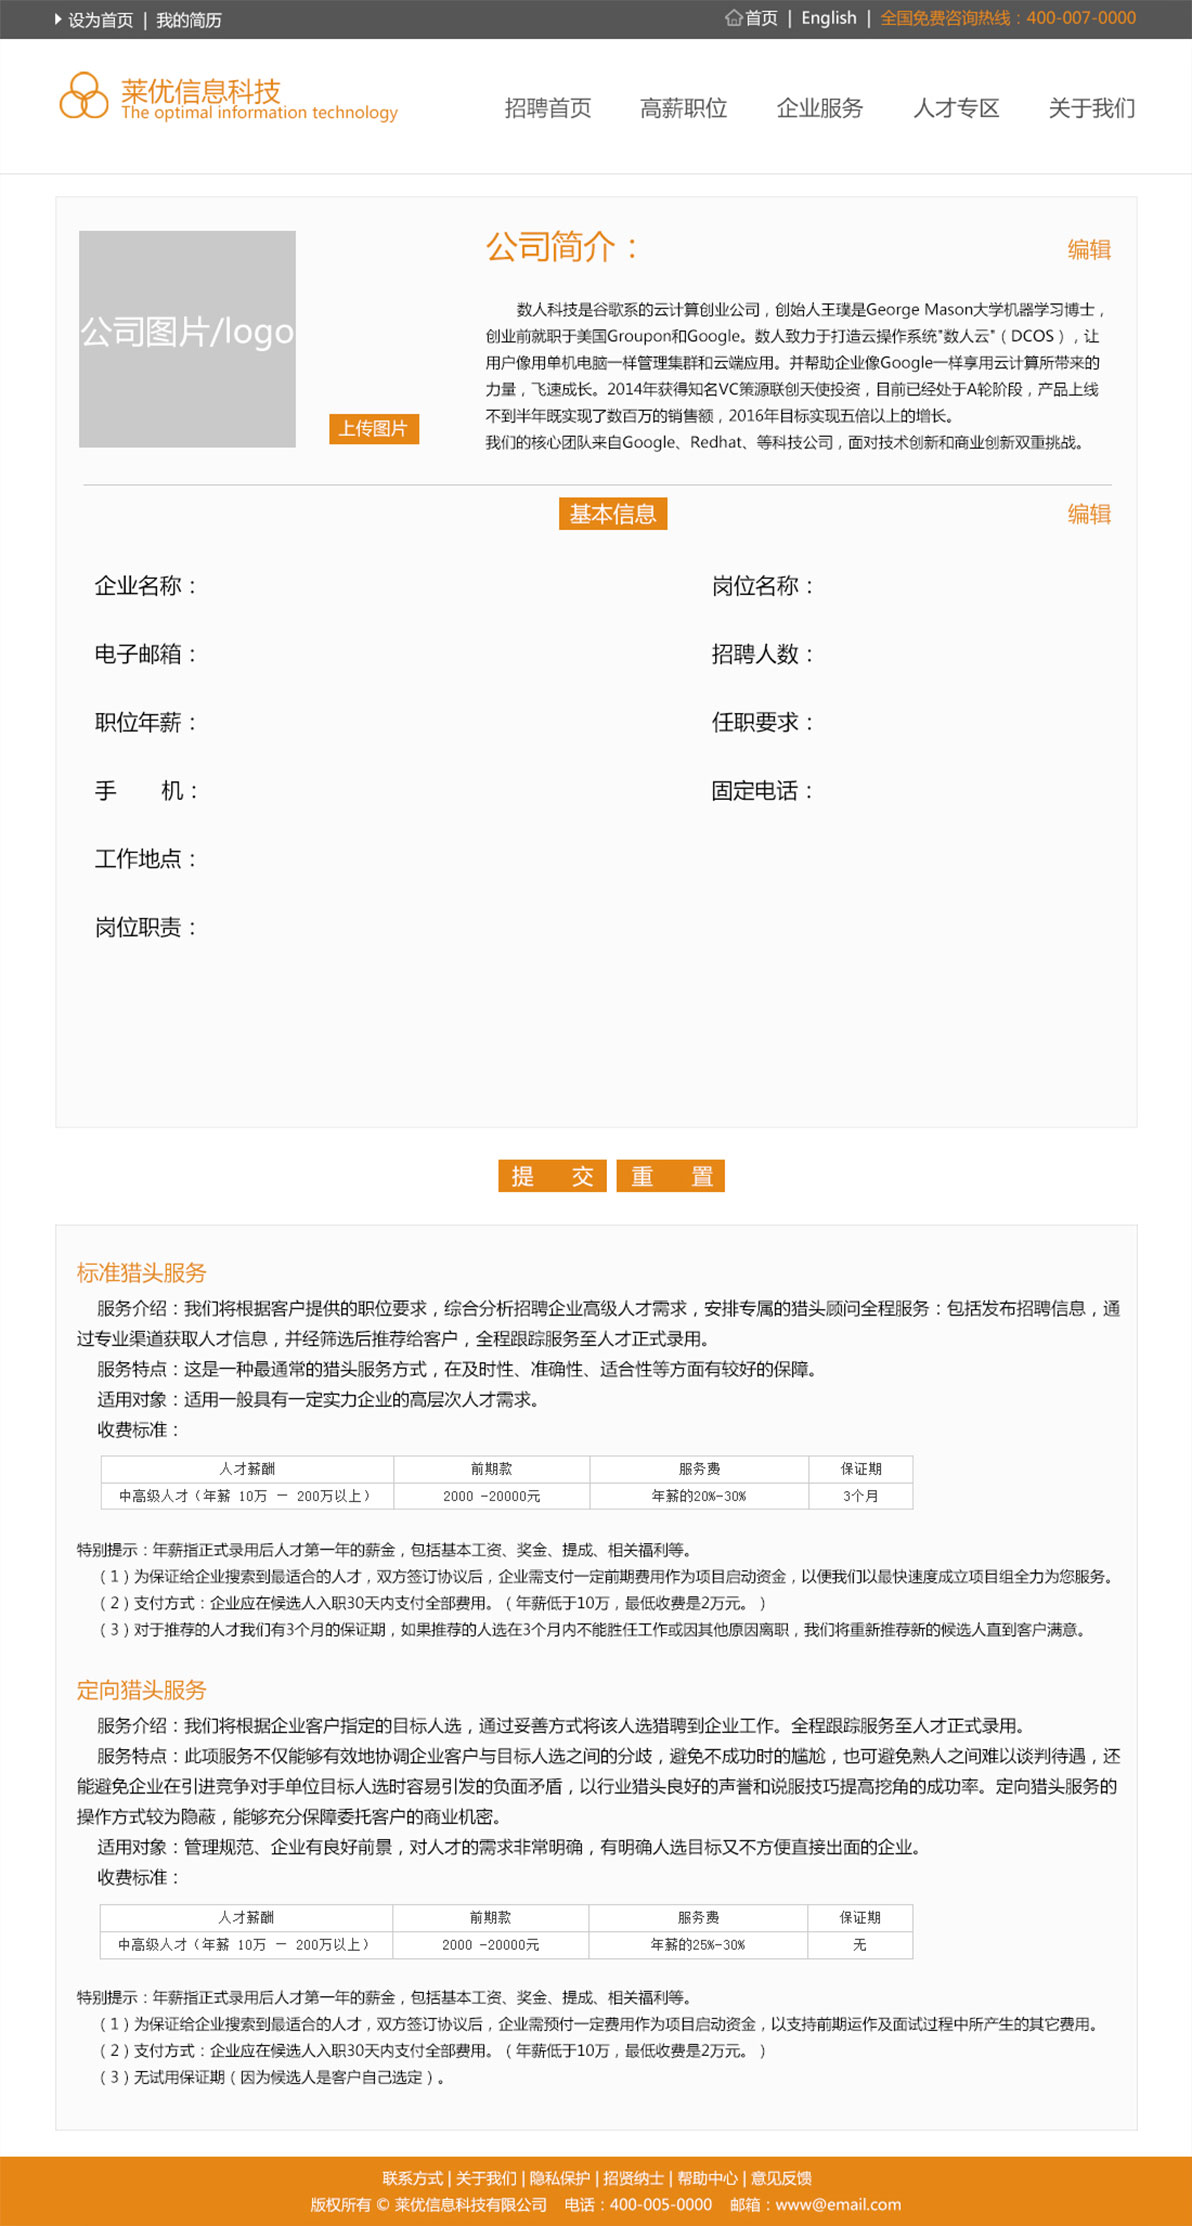 设为首页 | 我的简历
首页 | English | 全国免费咨询热线：400-007-0000
莱优信息科技
The optimal information technology
招聘首页 高薪职位 企业服务 人才专区 关于我们
公司图片/logo
上传图片
公司简介：
编辑
数人科技是谷歌系的云计算创业公司，创始人王璞是George Mason大学机器学习博士，
创业前就职于美国Groupon和Google。数人致力于打造云操作系统"数人云"（DCOS），让
用户像用单机电脑一样管理集群和云端应用。并帮助企业像Google一样享用云计算所带来的
力量，飞速成长。2014年获得知名VC策源联创天使投资，目前已经处于A轮阶段，产品上线
不到半年既实现了数百万的销售额，2016年目标实现五倍以上的增长。
我们的核心团队来自Google、Redhat、等科技公司，面对技术创新和商业创新双重挑战。
基本信息
编辑
企业名称： 岗位名称：
电子邮箱： 招聘人数：
职位年薪： 任职要求：
手 机： 固定电话：
工作地点：
岗位职责：
提 交 重 置
标准猎头服务
服务介绍：我们将根据客户提供的职位要求，综合分析招聘企业高级人才需求，安排专属的猎头顾问全程服务：包括发布招聘信息，通
过专业渠道获取人才信息，并经筛选后推荐给客户，全程跟踪服务至人才正式录用。
服务特点：这是一种最通常的猎头服务方式，在及时性、准确性、适合性等方面有较好的保障。
适用对象：适用一般具有一定实力企业的高层次人才需求。
收费标准：
人才薪酬 前期款 服务费 保证期
中高级人才（年薪 10万 － 200万以上） 2000 -20000元 年薪的20%-30% 3个月
特别提示：年薪指正式录用后人才第一年的薪金，包括基本工资、奖金、提成、相关福利等。
（1）为保证给企业搜索到最适合的人才，双方签订协议后，企业需支付一定前期费用作为项目启动资金，以便我们以最快速度成立项目组全力为您服务。
（2）支付方式：企业应在候选人入职30天内支付全部费用。（年薪低于10万，最低收费是2万元。）
（3）对于推荐的人才我们有3个月的保证期，如果推荐的人选在3个月内不能胜任工作或因其他原因离职，我们将重新推荐新的候选人直到客户满意。
定向猎头服务
服务介绍：我们将根据企业客户指定的目标人选，通过妥善方式将该人选猎聘到企业工作。全程跟踪服务至人才正式录用。
服务特点：此项服务不仅能够有效地协调企业客户与目标人选之间的分歧，避免不成功时的尴尬，也可避免熟人之间难以谈判待遇，还
能避免企业在引进竞争对手单位目标人选时容易引发的负面矛盾，以行业猎头良好的声誉和说服技巧提高挖角的成功率。定向猎头服务的
操作方式较为隐蔽，能够充分保障委托客户的商业机密。
适用对象：管理规范、企业有良好前景，对人才的需求非常明确，有明确人选目标又不方便直接出面的企业。
收费标准：
人才薪酬 前期款 服务费 保证期
中高级人才（年薪 10万 － 200万以上） 2000 -20000元 年薪的25%-30% 无
特别提示：年薪指正式录用后人才第一年的薪金，包括基本工资、奖金、提成、相关福利等。
（1）为保证给企业搜索到最适合的人才，双方签订协议后，企业需预付一定费用作为项目启动资金，以支持前期运作及面试过程中所产生的其它费用。
（2）支付方式：企业应在候选人入职30天内支付全部费用。（年薪低于10万，最低收费是2万元。）
（3）无试用保证期（因为候选人是客户自己选定）。
联系方式 | 关于我们 | 隐私保护 | 招贤纳士 | 帮助中心 | 意见反馈
版权所有 © 莱优信息科技有限公司 电话：400-005-0000 邮箱：www@email.com